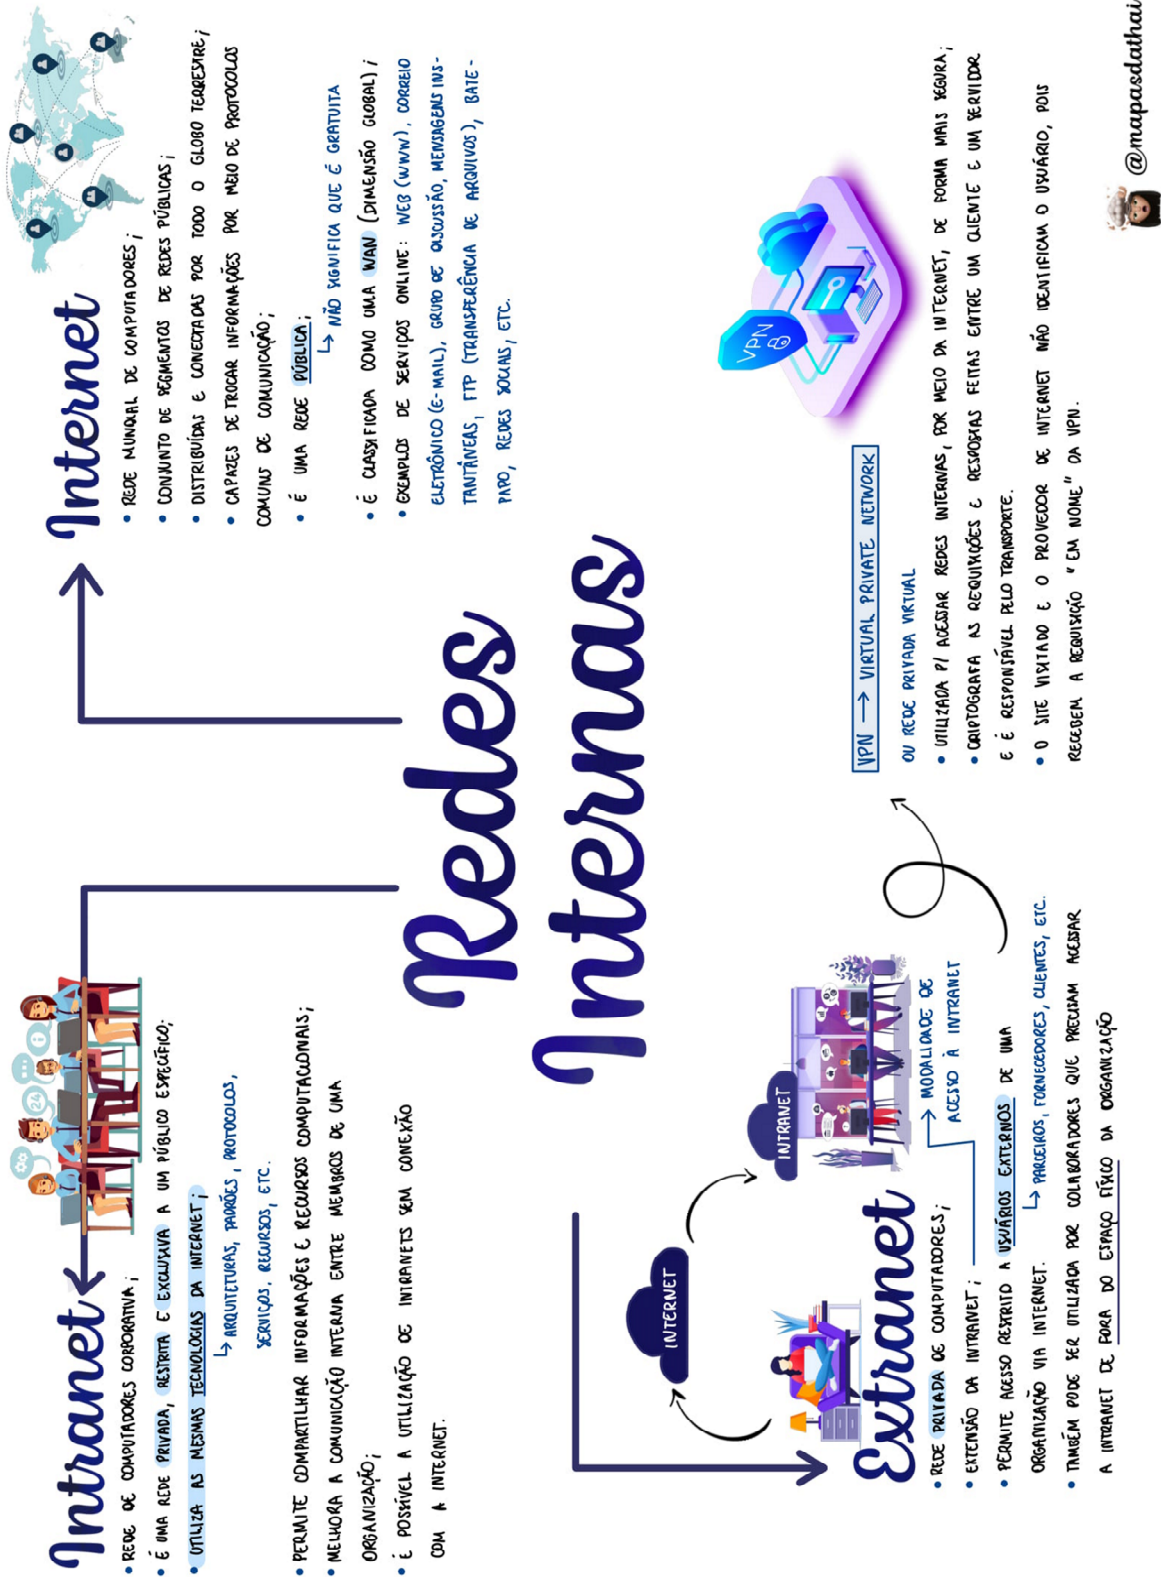 Redes
Internas
Intranet
• REDE DE COMPUTADORES CORPORATIVA;
• É UMA REDE PRIVADA, RESTRITA E EXCLUSIVA A UM PÚBLICO ESPECÍFICO;
• UTILIZA AS MESMAS TECNOLOGIAS DA INTERNET;
↳ ARQUITETURAS, PADRÕES, PROTOCOLOS,
SERVIÇOS, RECURSOS, ETC.
• PERMITE COMPARTILHAR INFORMAÇÕES E RECURSOS COMPUTACIONAIS;
• MELHORA A COMUNICAÇÃO INTERNA ENTRE MEMBROS DE UMA
ORGANIZAÇÃO;
• É POSSÍVEL A UTILIZAÇÃO DE INTRANETS SEM CONEXÃO
COM A INTERNET.
24
Internet
• REDE MUNDIAL DE COMPUTADORES;
• CONJUNTO DE SEGMENTOS DE REDES PÚBLICAS;
• DISTRIBUÍDAS E CONECTADAS POR TODO O GLOBO TERRESTRE;
• CAPAZES DE TROCAR INFORMAÇÕES POR MEIO DE PROTOCOLOS
COMUNS DE COMUNICAÇÃO;
• É UMA REDE PÚBLICA;
↳ NÃO SIGNIFICA QUE É GRATUITA
• É CLASSIFICADA COMO UMA WAN (DIMENSÃO GLOBAL);
• EXEMPLOS DE SERVIÇOS ONLINE: WEB (WWW), CORREIO
ELETRÔNICO (E-MAIL), GRUPO DE DISCUSSÃO, MENSAGENS INS-
TANTÂNEAS, FTP (TRANSFERÊNCIA DE ARQUIVOS), BATE-
PAPO, REDES SOCIAIS, ETC.
INTERNET
INTRANET
Extranet
• REDE PRIVADA DE COMPUTADORES;
• EXTENSÃO DA INTRANET;
→ MODALIDADE DE
ACESSO À INTRANET
• PERMITE ACESSO RESTRITO A USUÁRIOS EXTERNOS DE UMA
ORGANIZAÇÃO VIA INTERNET.
↳ PARCEIROS, FORNECEDORES, CLIENTES, ETC.
• TAMBÉM PODE SER UTILIZADA POR COLABORADORES QUE PRECISAM ACESSAR
A INTRANET DE FORA DO ESPAÇO FÍSICO DA ORGANIZAÇÃO
VPN
VPN → VIRTUAL PRIVATE NETWORK
OU REDE PRIVADA VIRTUAL
• UTILIZADA P/ ACESSAR REDES INTERNAS, POR MEIO DA INTERNET, DE FORMA MAIS SEGURA;
• CRIPTOGRAFA AS REQUISIÇÕES E RESPOSTAS FEITAS ENTRE UM CLIENTE E UM SERVIDOR
E É RESPONSÁVEL PELO TRANSPORTE.
• O SITE VISITADO E O PROVEDOR DE INTERNET NÃO IDENTIFICAM O USUÁRIO, POIS
RECEBEM A REQUISIÇÃO "EM NOME" DA VPN.
@mapasdathai